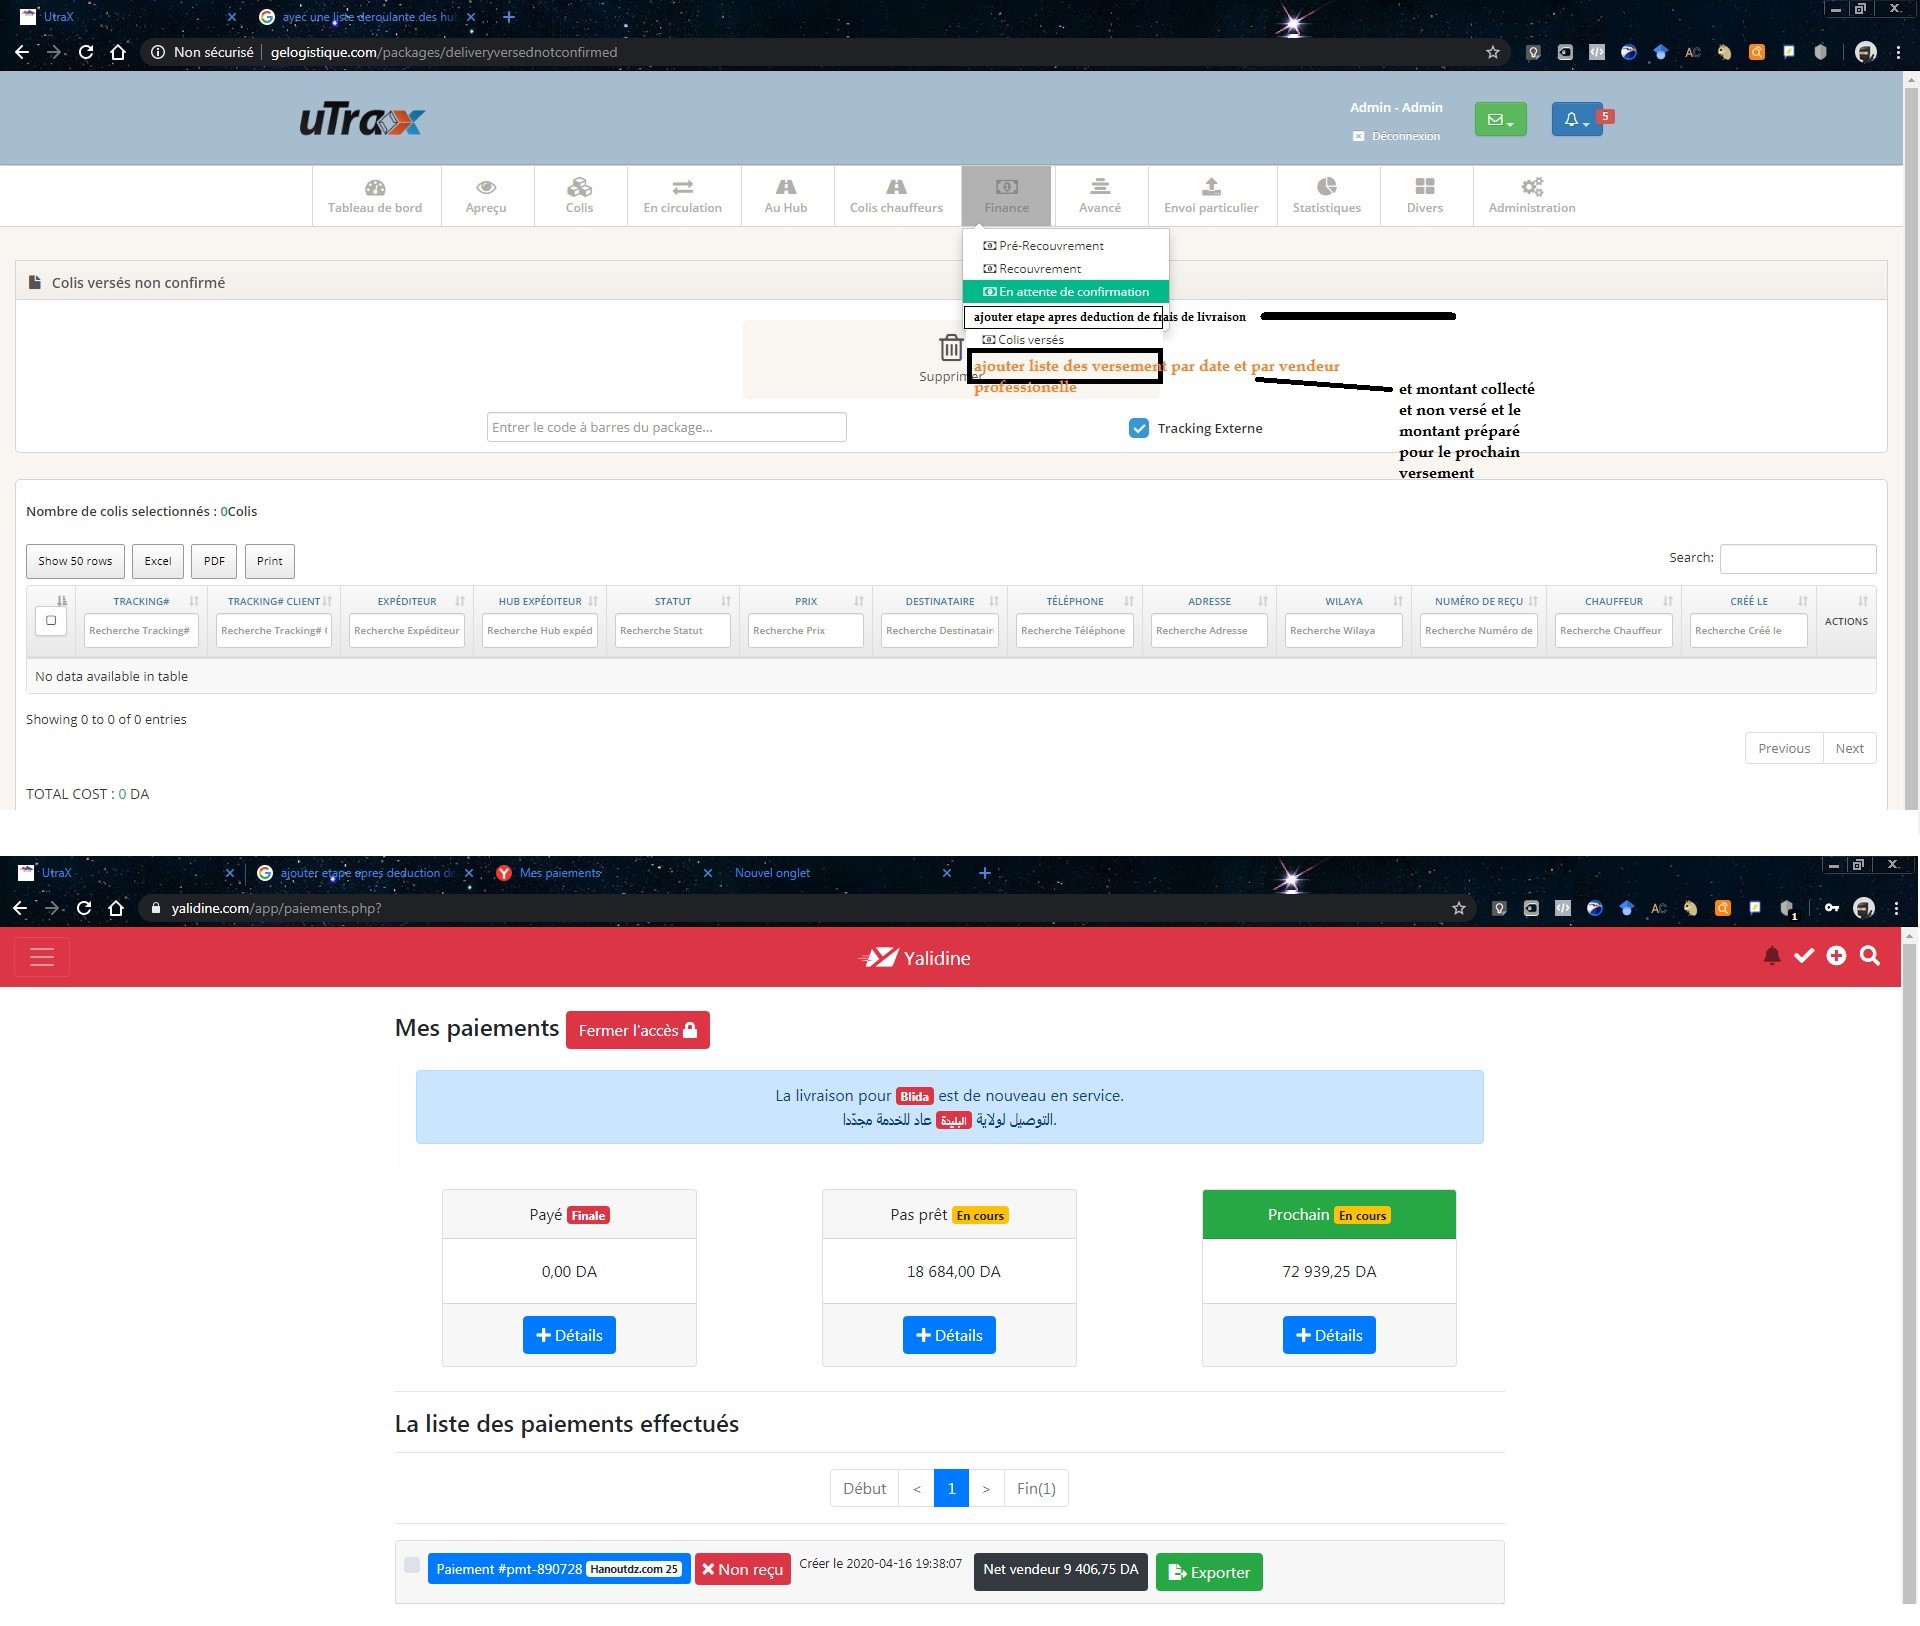 UtraX
avec une liste deroulante des hu
Non sécurisé | gelogistique.com/packages/deliveryversednotconfirmed
uTrax
Admin - Admin
Déconnexion
5
Tableau de bord
Apreçu
Colis
En circulation
Au Hub
Colis chauffeurs
Finance
Avancé
Envoi particulier
Statistiques
Divers
Administration
Pré-Recouvrement
Recouvrement
En attente de confirmation
ajouter etape apres deduction de frais de livraison
Colis versés
ajouter liste des versement par date et par vendeur
professionelle
et montant collecté
et non versé et le
montant préparé
pour le prochain
versement
Colis versés non confirmé
Supprimer
Entrer le code à barres du package...
Tracking Externe
Nombre de colis selectionnés : 0Colis
Show 50 rows
Excel
PDF
Print
Search:
TRACKING#
TRACKING# CLIENT
EXPÉDITEUR
HUB EXPÉDITEUR
STATUT
PRIX
DESTINATAIRE
TÉLÉPHONE
ADRESSE
WILAYA
NUMÉRO DE REÇU
CHAUFFEUR
CRÉÉ LE
ACTIONS
Recherche Tracking#
Recherche Tracking# (
Recherche Expéditeur
Recherche Hub expéd
Recherche Statut
Recherche Prix
Recherche Destinatair
Recherche Téléphone
Recherche Adresse
Recherche Wilaya
Recherche Numéro de
Recherche Chauffeur
Recherche Créé le
No data available in table
Showing 0 to 0 of 0 entries
Previous
Next
TOTAL COST : 0 DA
UtraX
ajouter etape apres deduction de
Mes paiements
Nouvel onglet
yalidine.com/app/paiements.php?
AC
1
Yalidine
Mes paiements
Fermer l'accès
La livraison pour Blida est de nouveau en service.
التوصيل لولاية البليدة عاد للخدمة مجدّدا.
Payé Finale
0,00 DA
Détails
Pas prêt En cours
18 684,00 DA
Détails
Prochain En cours
72 939,25 DA
Détails
La liste des paiements effectués
Début
<
1
>
Fin(1)
Paiement #pmt-890728 Hanoutdz.com 25
Non reçu
Créer le 2020-04-16 19:38:07
Net vendeur 9 406,75 DA
Exporter